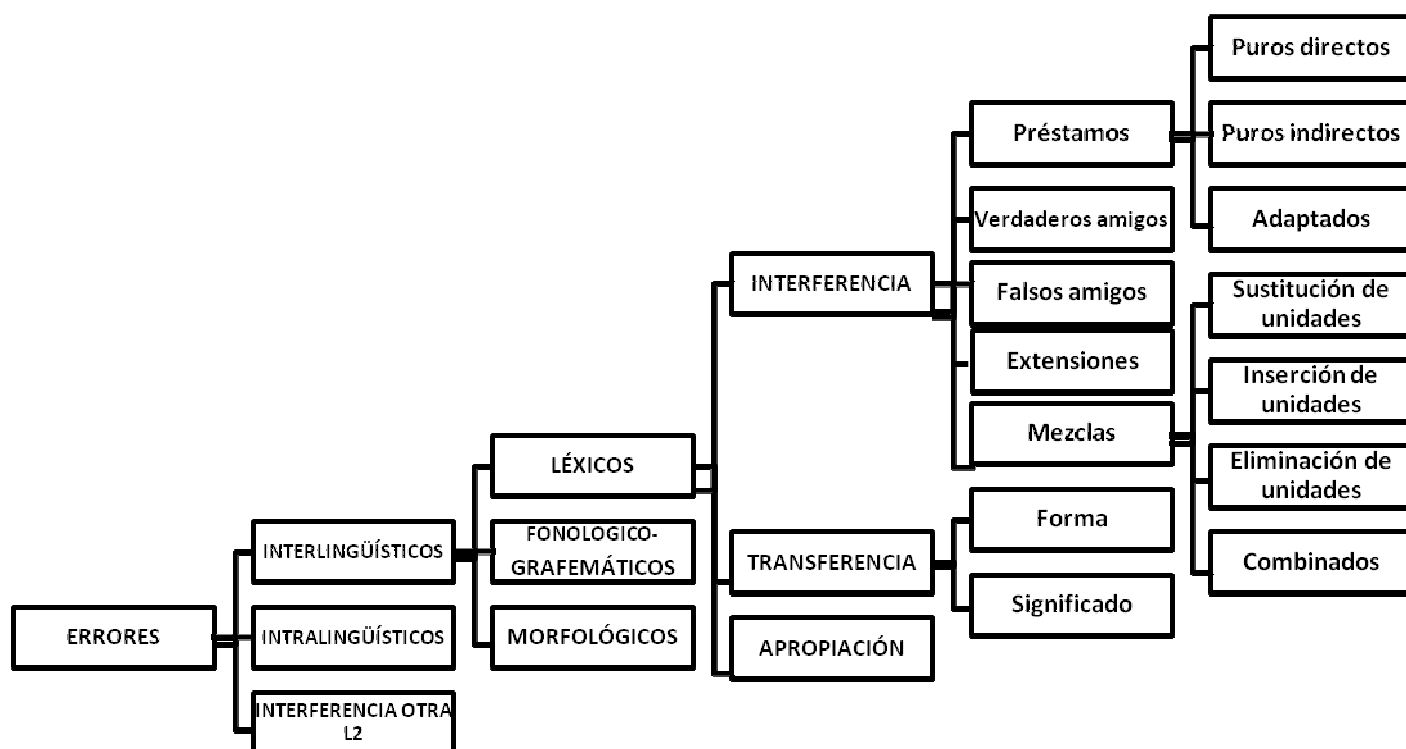 Puros directos
Préstamos
Puros indirectos
Verdaderos amigos
Adaptados
INTERFERENCIA
Falsos amigos
Sustitución de
unidades
Extensiones
Inserción de
unidades
Mezclas
LÉXICOS
Eliminación de
unidades
Forma
INTERLINGÜÍSTICOS
FONOLOGICO-
GRAFEMÁTICOS
TRANSFERENCIA
Combinados
Significado
ERRORES
INTRALINGÜÍSTICOS
MORFOLÓGICOS
APROPIACIÓN
INTERFERENCIA OTRA
L2